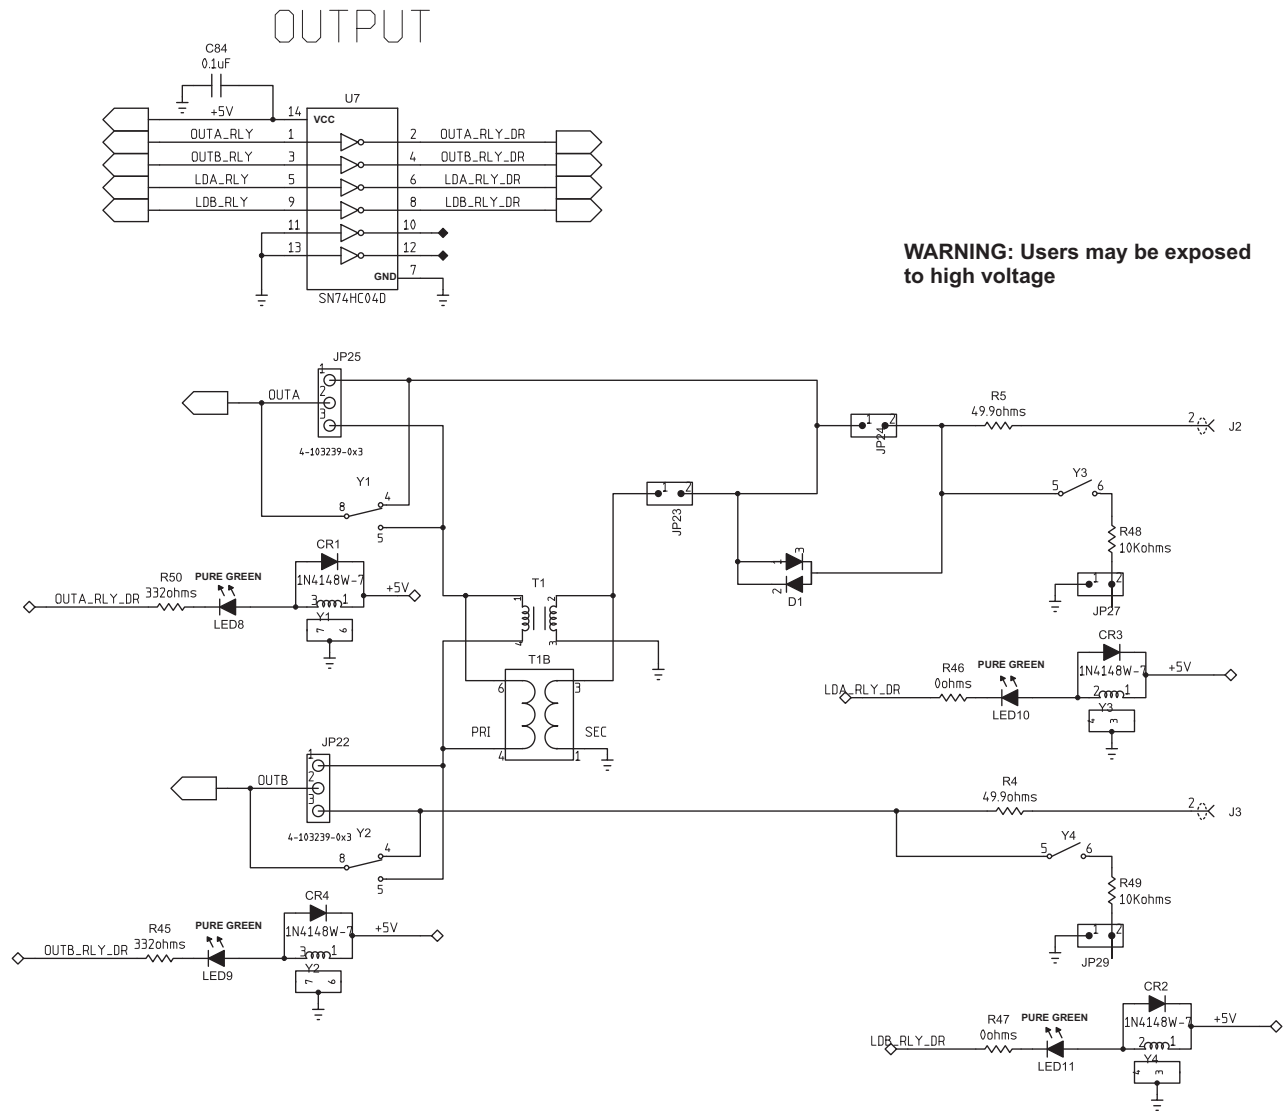 OUTPUT
C84
0.1uF
U7
+5V 14 VCC
OUTA_RLY 1 2 OUTA_RLY_DR
OUTB_RLY 3 4 OUTB_RLY_DR
LDA_RLY 5 6 LDA_RLY_DR
LDB_RLY 9 8 LDB_RLY_DR
11 10
13 12
GND 7
SN74HC04D
WARNING: Users may be exposed
to high voltage
JP25
1
OUTA 2
3
4-103239-0x3
Y1
8 4
5
JP24
1 2
R5
49.9ohms
2 J2
JP23
1 2
Y3
5 6
R48
10Kohms
1 2
JP27
1 3
2
D1
CR1
1N4148W-7
+5V
R50
332ohms
PURE GREEN
OUTA_RLY_DR
LED8
3 1
Y1
7 6
T1
1 2
4 3
T1B
6 3
PRI SEC
4 1
CR3
1N4148W-7
+5V
R46
0ohms
PURE GREEN
LDA_RLY_DR
LED10
2 1
Y3
4 3
JP22
1
OUTB 2
3
4-103239-0x3
Y2
8 4
5
R4
49.9ohms
2 J3
Y4
5 6
R49
10Kohms
1 2
JP29
CR4
1N4148W-7
+5V
R45
332ohms
PURE GREEN
OUTB_RLY_DR
LED9
3 1
Y2
7 6
CR2
1N4148W-7
+5V
R47
0ohms
PURE GREEN
LDB_RLY_DR
LED11
2 1
Y4
4 3